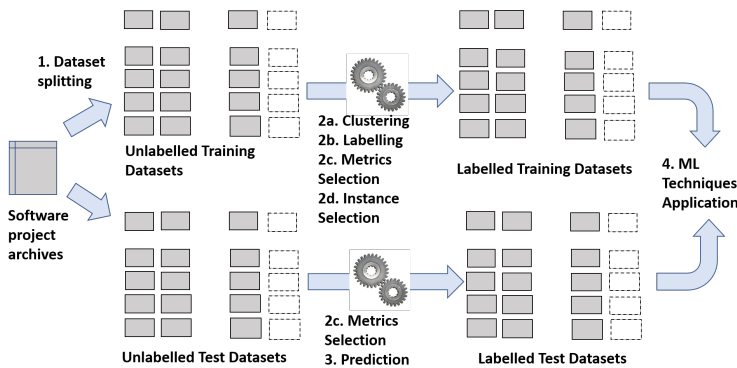 1. Dataset
splitting
Unlabelled Training
Datasets
2a. Clustering
2b. Labelling
2c. Metrics
Selection
2d. Instance
Selection
Labelled Training Datasets
4. ML
Techniques
Application
Software
project
archives
Unlabelled Test Datasets
2c. Metrics
Selection
3. Prediction
Labelled Test Datasets